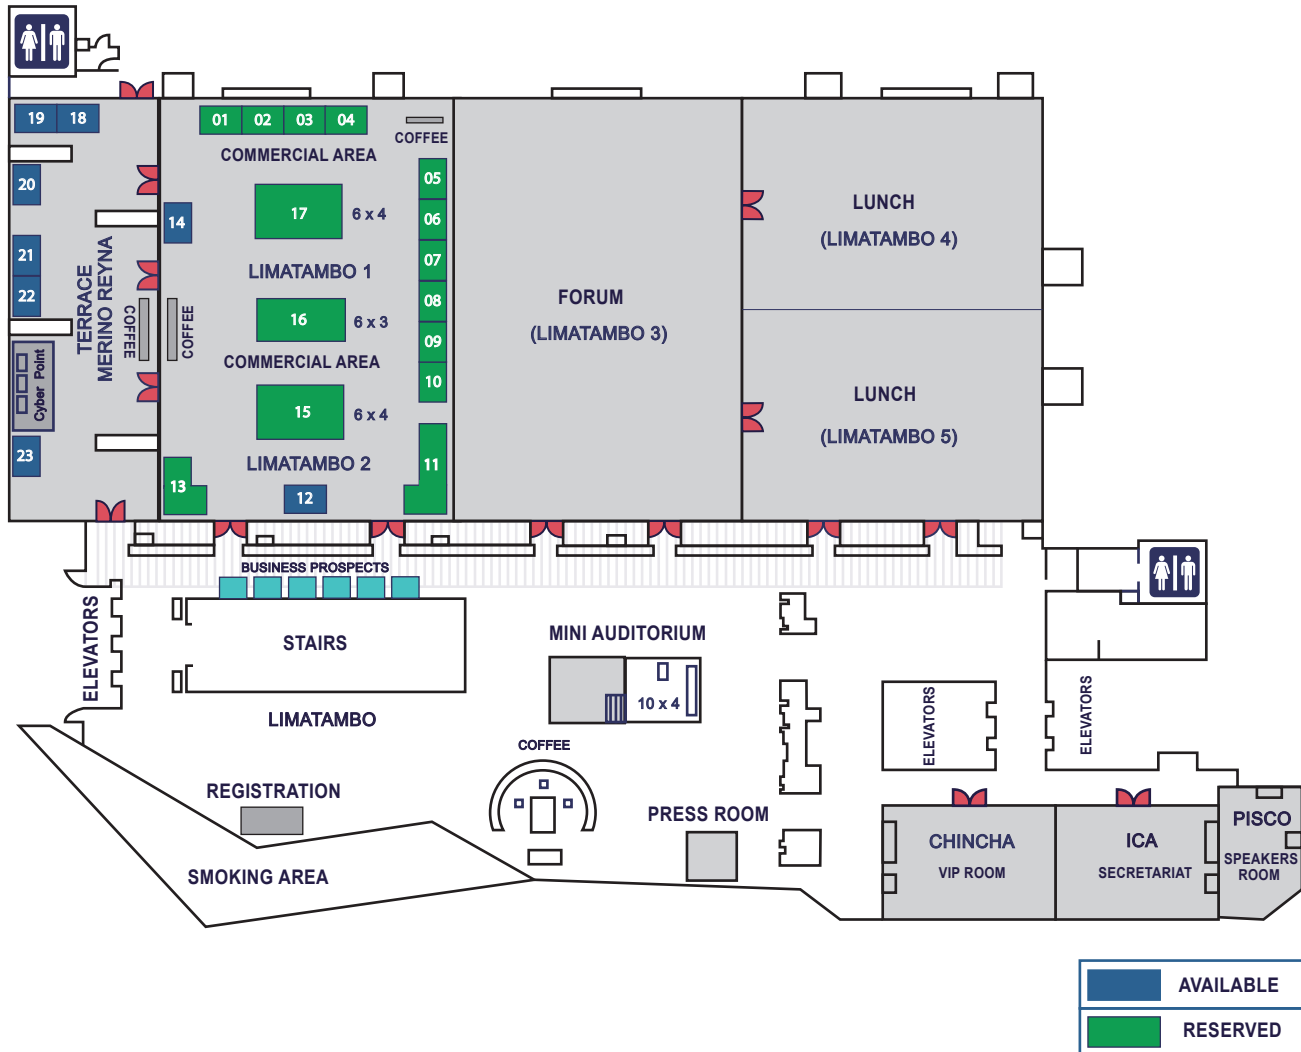 19 18
01 02 03 04
COFFEE
COMMERCIAL AREA
05
20
17 6 x 4
06
14
LUNCH
(LIMATAMBO 4)
21
07
TERRACE
MERINO REYNA
LIMATAMBO 1
22
08
FORUM
(LIMATAMBO 3)
COFFEE
COFFEE
16 6 x 3
09
Cyber Point
COMMERCIAL AREA
10
LUNCH
(LIMATAMBO 5)
15 6 x 4
23
LIMATAMBO 2
11
13
12
BUSINESS PROSPECTS
ELEVATORS
STAIRS
MINI AUDITORIUM
10 x 4
LIMATAMBO
ELEVATORS
ELEVATORS
COFFEE
REGISTRATION
PRESS ROOM
SMOKING AREA
CHINCHA
VIP ROOM
ICA
SECRETARIAT
PISCO
SPEAKERS
ROOM
AVAILABLE
RESERVED